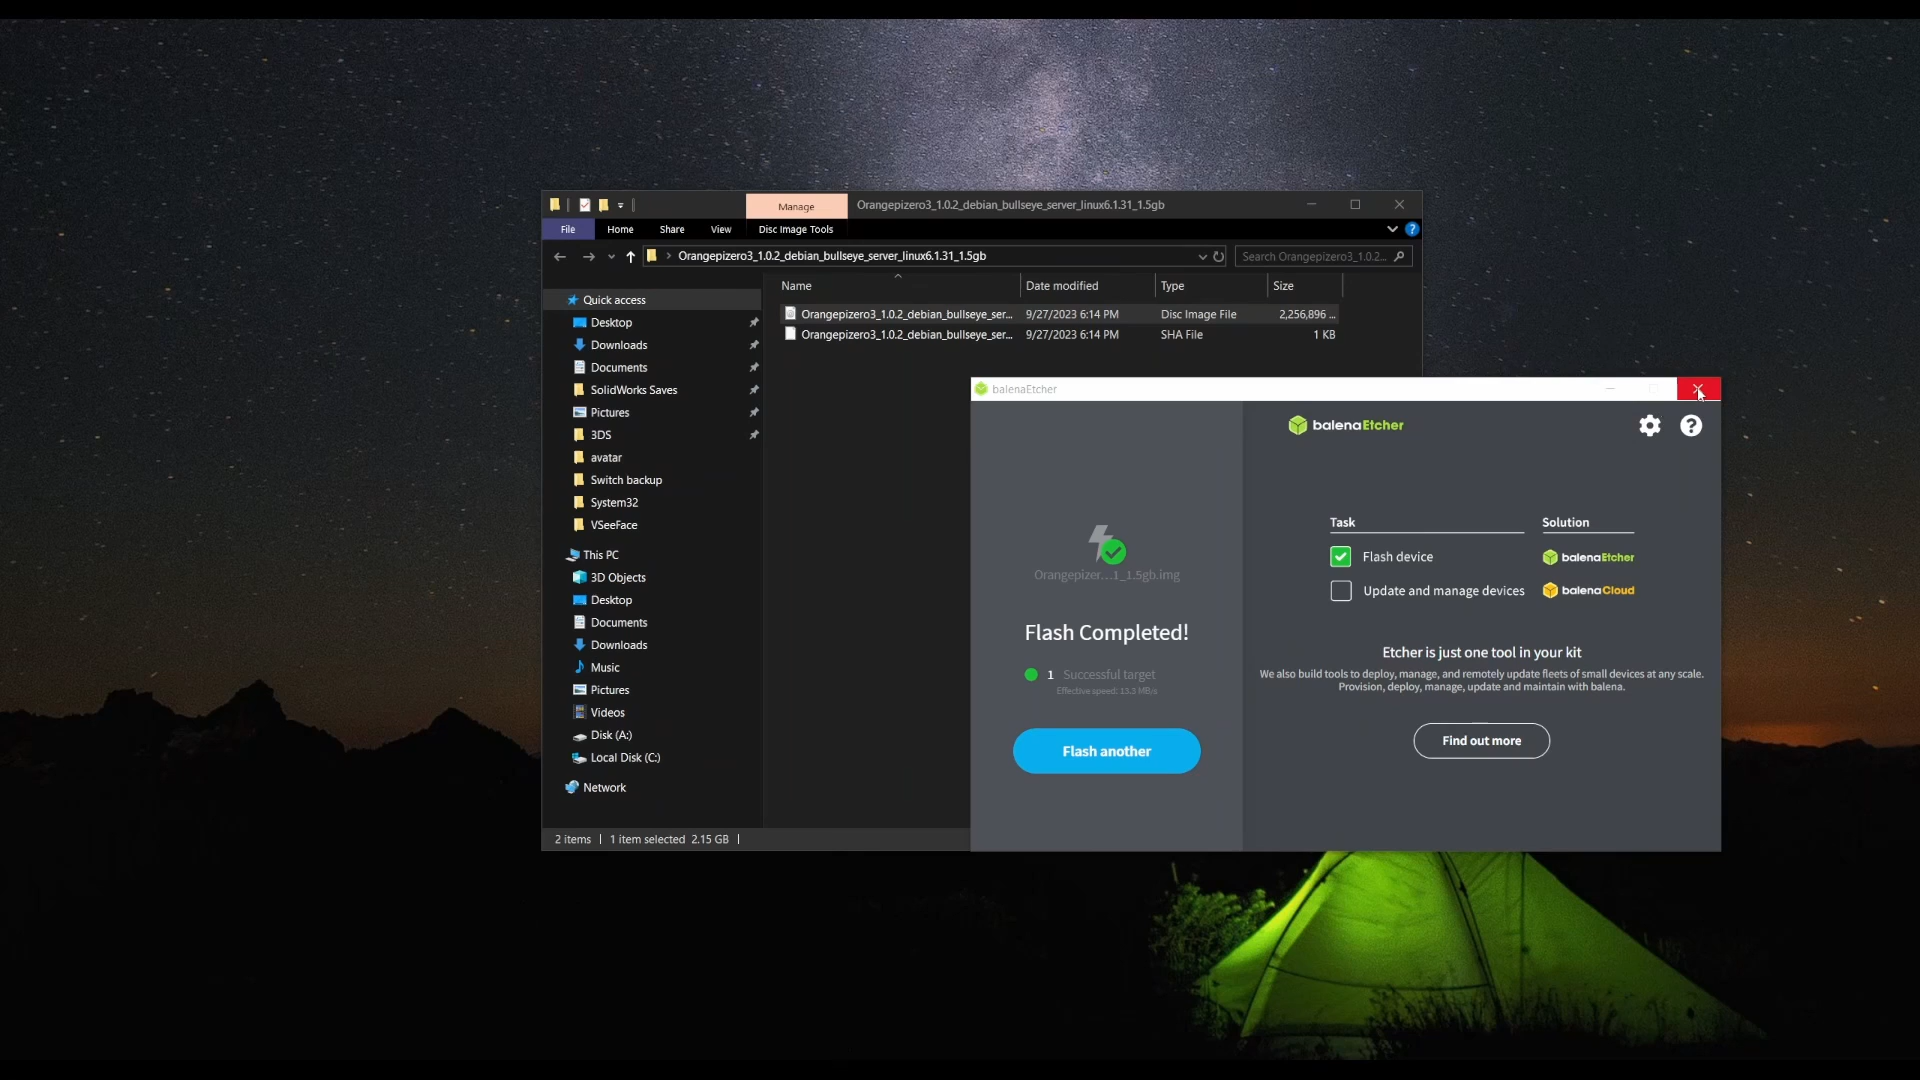 Manage
Orangepizero3_1.0.2_debian_bullseye_server_linux6.1.31_1.5gb
File
Home
Share
View
Disc Image Tools
Orangepizero3_1.0.2_debian_bullseye_server_linux6.1.31_1.5gb
Search Orangepizero3_1.0.2...
Name
Date modified
Type
Size
Orangepizero3_1.0.2_debian_bullseye_ser... 9/27/2023 6:14 PM Disc Image File 2,256,896 ...
Orangepizero3_1.0.2_debian_bullseye_ser... 9/27/2023 6:14 PM SHA File 1 KB
Quick access
Desktop
Downloads
Documents
SolidWorks Saves
Pictures
3DS
avatar
Switch backup
System32
VSeeFace
This PC
3D Objects
Desktop
Documents
Downloads
Music
Pictures
Videos
Disk (A:)
Local Disk (C:)
Network
2 items
1 item selected 2.15 GB
balenaEtcher
balenaEtcher
Orangepizer...1_1.5gb.img
Flash Completed!
1 Successful target
Effective speed: 13.3 MB/s
Flash another
Task
Solution
Flash device
balenaEtcher
Update and manage devices
balenaCloud
Etcher is just one tool in your kit
We also build tools to deploy, manage, and remotely update fleets of small devices at any scale.
Provision, deploy, manage, update and maintain with balena.
Find out more